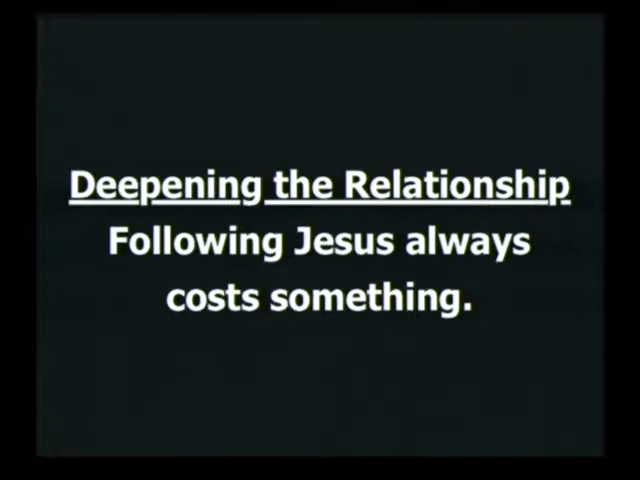 Deepening the Relationship
Following Jesus always
costs something.